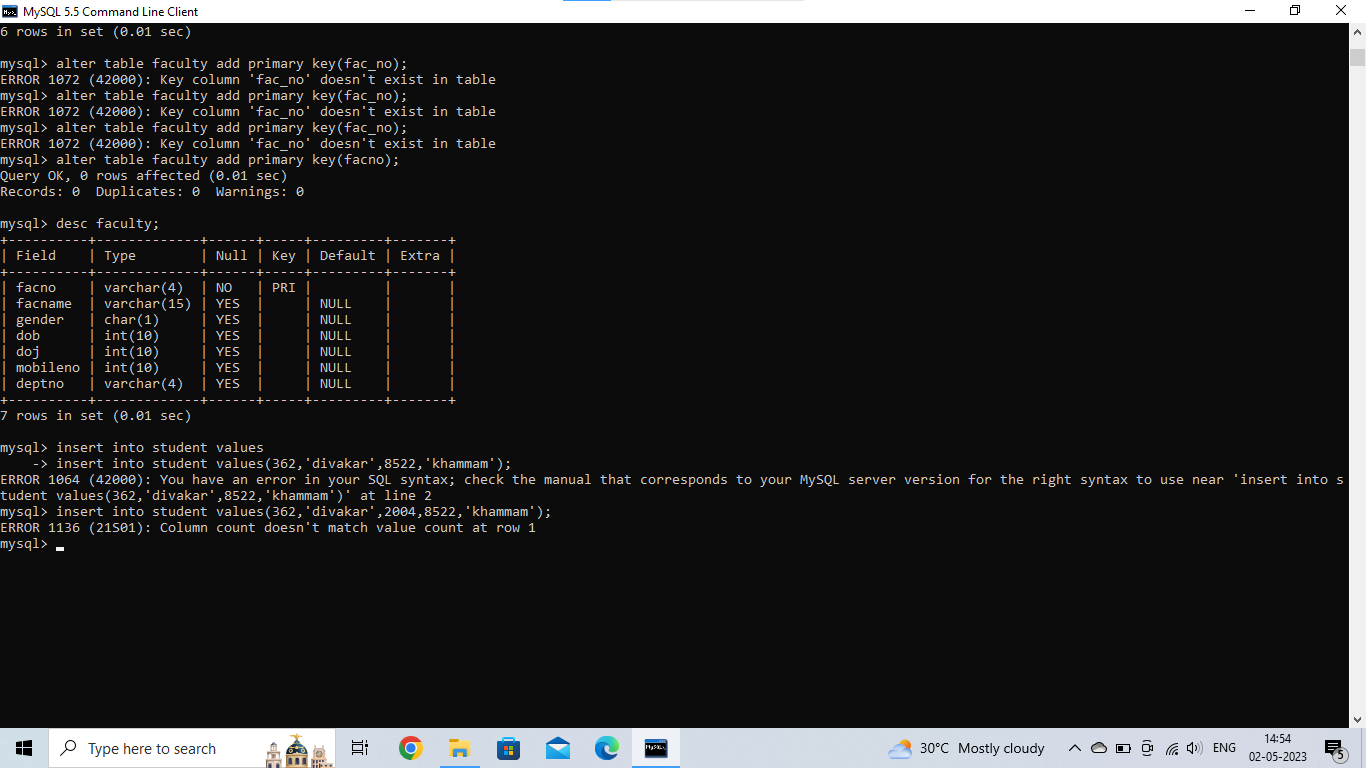 MySQL 5.5 Command Line Client
6 rows in set (0.01 sec)
mysql> alter table faculty add primary key(fac_no);
ERROR 1072 (42000): Key column 'fac_no' doesn't exist in table
mysql> alter table faculty add primary key(fac_no);
ERROR 1072 (42000): Key column 'fac_no' doesn't exist in table
mysql> alter table faculty add primary key(fac_no);
ERROR 1072 (42000): Key column 'fac_no' doesn't exist in table
mysql> alter table faculty add primary key(facno);
Query OK, 0 rows affected (0.01 sec)
Records: 0  Duplicates: 0  Warnings: 0
mysql> desc faculty;
+----------+-------------+------+-----+---------+-------+
| Field    | Type        | Null | Key | Default | Extra |
+----------+-------------+------+-----+---------+-------+
| facno    | varchar(4)  | NO   | PRI |         |       |
| facname  | varchar(15) | YES  |     | NULL    |       |
| gender   | char(1)     | YES  |     | NULL    |       |
| dob      | int(10)     | YES  |     | NULL    |       |
| doj      | int(10)     | YES  |     | NULL    |       |
| mobileno | int(10)     | YES  |     | NULL    |       |
| deptno   | varchar(4)  | YES  |     | NULL    |       |
+----------+-------------+------+-----+---------+-------+
7 rows in set (0.01 sec)
mysql> insert into student values
    -> insert into student values(362,'divakar',8522,'khammam');
ERROR 1064 (42000): You have an error in your SQL syntax; check the manual that corresponds to your MySQL server version for the right syntax to use near 'insert into s
tudent values(362,'divakar',8522,'khammam')' at line 2
mysql> insert into student values(362,'divakar',2004,8522,'khammam');
ERROR 1136 (21S01): Column count doesn't match value count at row 1
mysql>
Type here to search
MySQL
30°C Mostly cloudy
ENG
14:54
02-05-2023
5